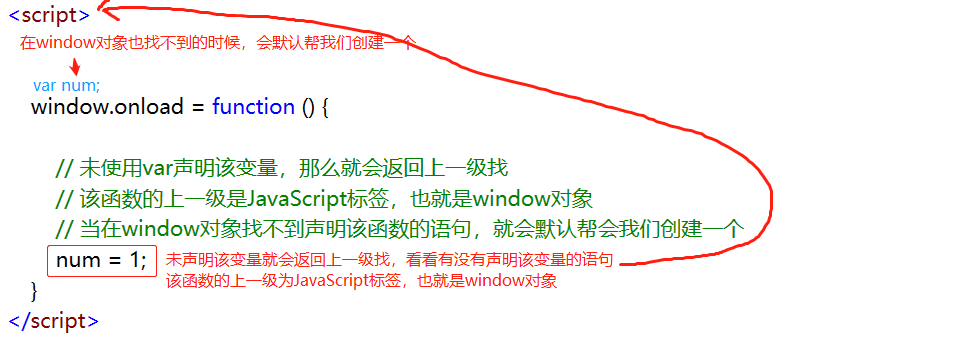 <script>
在window对象也找不到的时候，会默认帮我们创建一个
var num;
window.onload = function () {
// 未使用var声明该变量，那么就会返回上一级找
// 该函数的上一级是JavaScript标签，也就是window对象
// 当在window对象找不到声明该函数的语句，就会默认帮会我们创建一个
num = 1; 未声明该变量就会返回上一级找，看看有没有声明该变量的语句
该函数的上一级为JavaScript标签，也就是window对象
}
</script>